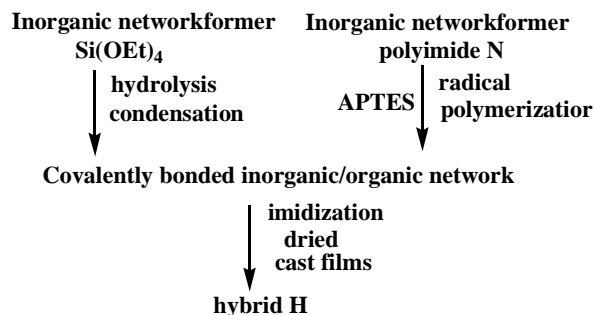 Inorganic networkformer
Si(OEt)4
hydrolysis
condensation
Inorganic networkformer
polyimide N
APTES
radical
polymerizatior
Covalently bonded inorganic/organic network
imidization
dried
cast films
hybrid H